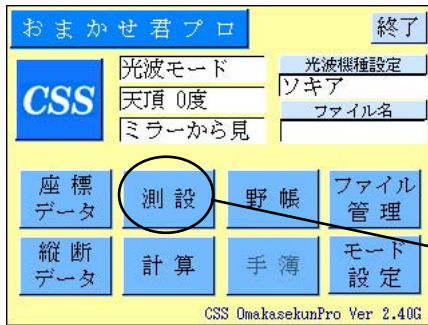 おまかせ君プロ
終了
CSS
光波モード
天頂 0度
ミラーから見
光波機種設定
ソキア
ファイル名
座標
データ
測設
野帳
ファイル
管理
縦断
データ
計算
手簿
モード
設定
CSS OmakasekunPro Ver 2.40G